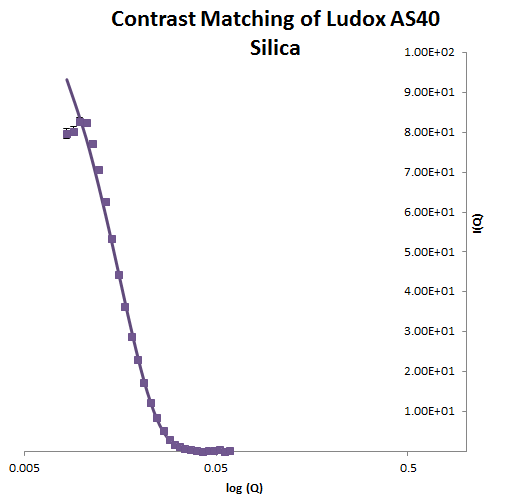 Contrast Matching of Ludox AS40
Silica
1.00E+02
9.00E+01
8.00E+01
7.00E+01
6.00E+01
5.00E+01
4.00E+01
3.00E+01
2.00E+01
1.00E+01
I(Q)
0.005
0.05
0.5
log (Q)